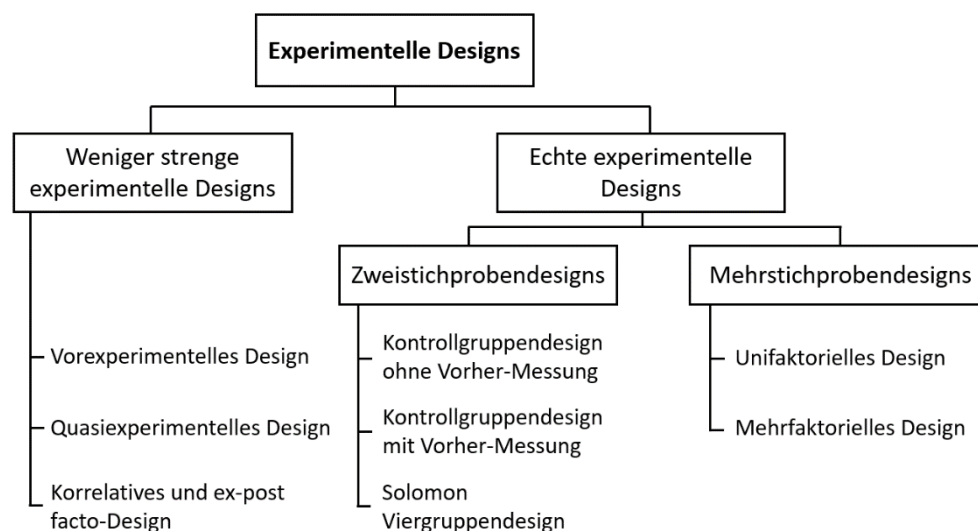 Experimentelle Designs
Weniger strenge
experimentelle Designs
Echte experimentelle
Designs
Zweistichprobendesigns
Mehrstichprobendesigns
Vorexperimentelles Design
Quasiexperimentelles Design
Korrelatives und ex-post
facto-Design
Kontrollgruppendesign
ohne Vorher-Messung
Kontrollgruppendesign
mit Vorher-Messung
Solomon
Viergruppendesign
Unifaktorielles Design
Mehrfaktorielles Design